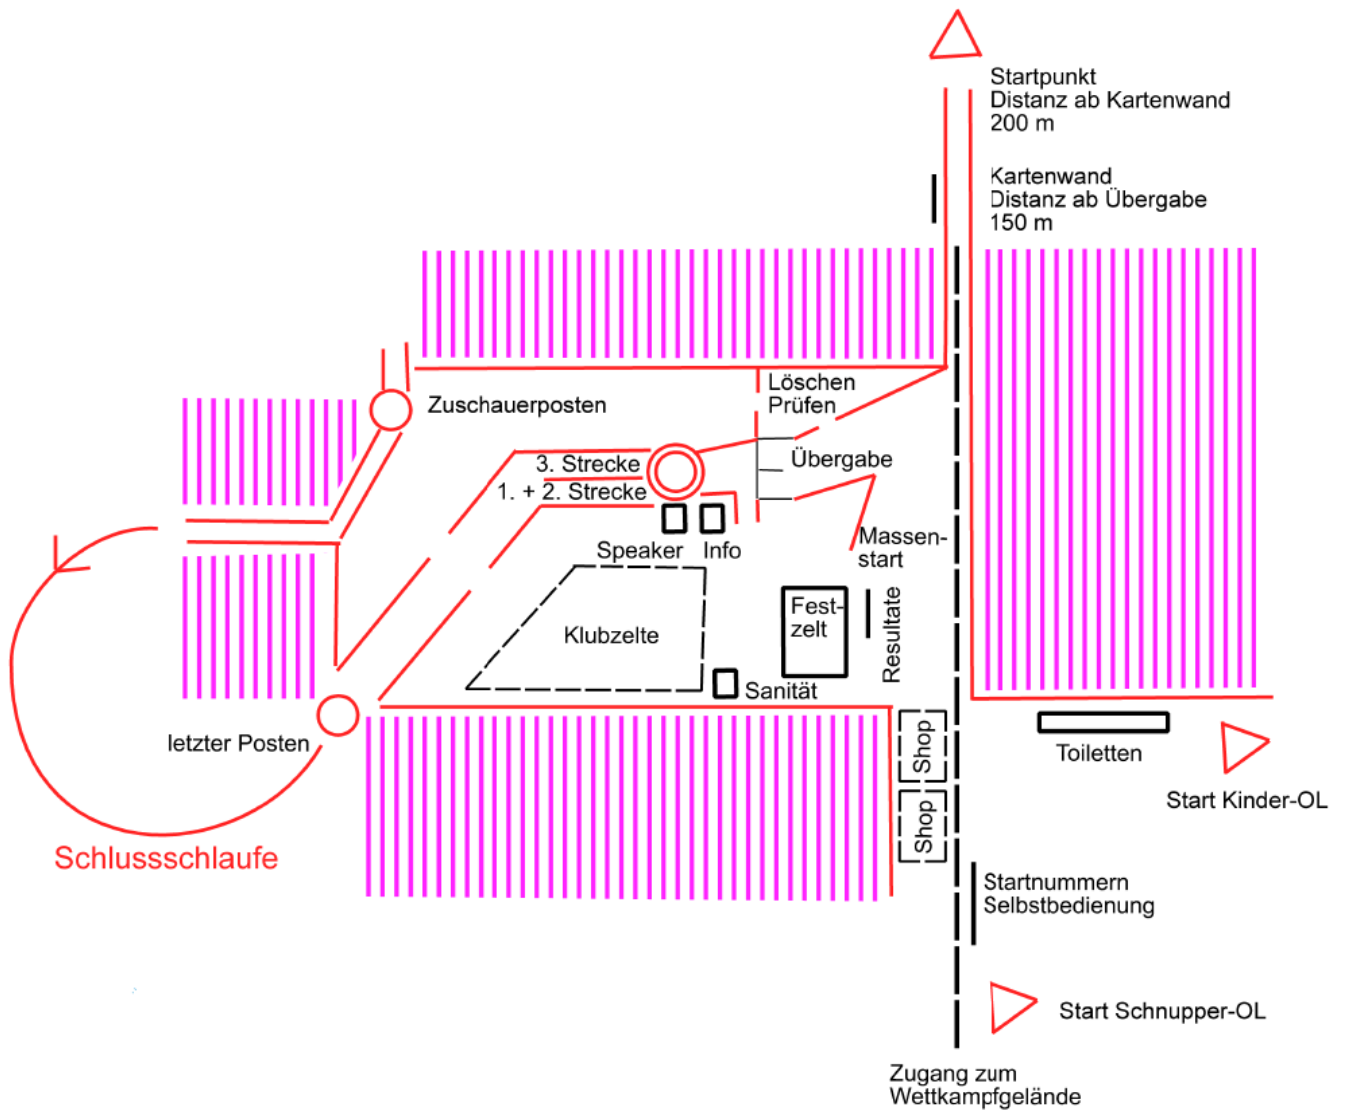 Startpunkt
Distanz ab Kartenwand
200 m
Kartenwand
Distanz ab Übergabe
150 m
Löschen
Prüfen
Zuschauerposten
Übergabe
3. Strecke
1. + 2. Strecke
Speaker
Info
Massen-
start
Fest-
zelt
Resultate
Klubzelte
Sanität
letzter Posten
Shop
Shop
Toiletten
Start Kinder-OL
Schlussschlaufe
Startnummern
Selbstbedienung
Start Schnupper-OL
Zugang zum
Wettkampfgelände